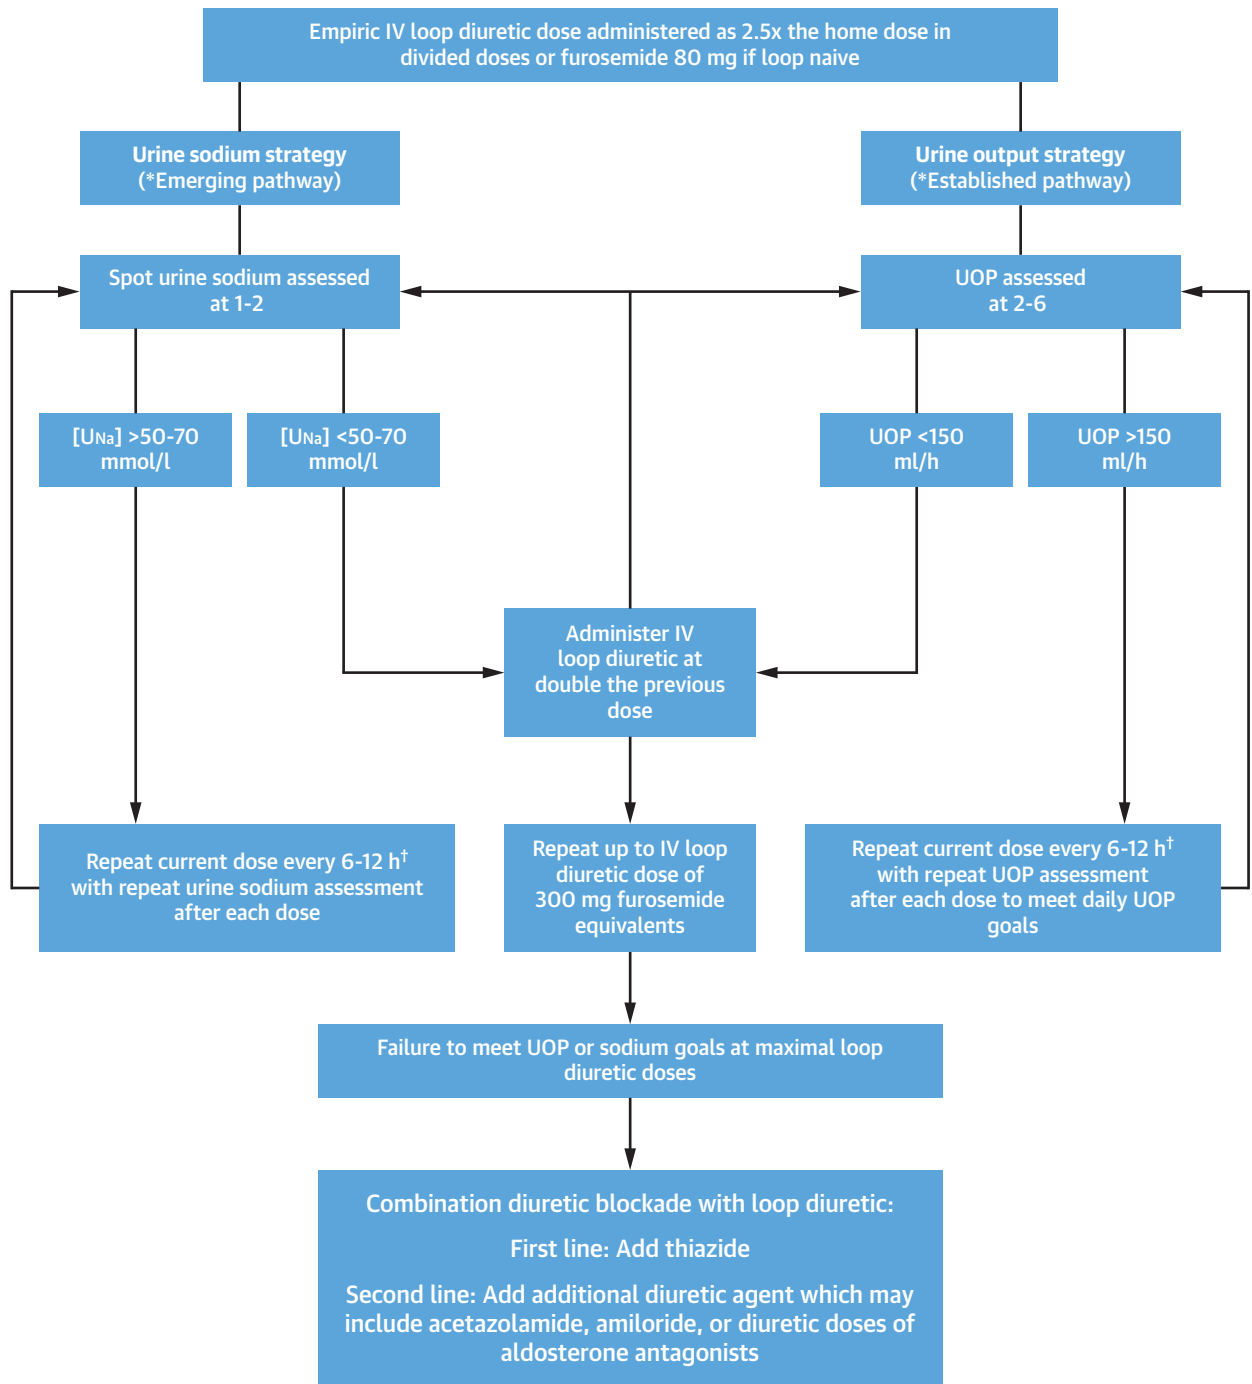 Empiric IV loop diuretic dose administered as 2.5x the home dose in
divided doses or furosemide 80 mg if loop naive
Urine sodium strategy
(*Emerging pathway)
Urine output strategy
(*Established pathway)
Spot urine sodium assessed
at 1-2
UOP assessed
at 2-6
[UNa] >50-70
mmol/l
[UNa] <50-70
mmol/l
UOP <150
ml/h
UOP >150
ml/h
Administer IV
loop diuretic at
double the previous
dose
Repeat current dose every 6-12 h†
with repeat urine sodium assessment
after each dose
Repeat up to IV loop
diuretic dose of
300 mg furosemide
equivalents
Repeat current dose every 6-12 h†
with repeat UOP assessment
after each dose to meet daily UOP
goals
Failure to meet UOP or sodium goals at maximal loop
diuretic doses
Combination diuretic blockade with loop diuretic:
First line: Add thiazide
Second line: Add additional diuretic agent which may
include acetazolamide, amiloride, or diuretic doses of
aldosterone antagonists